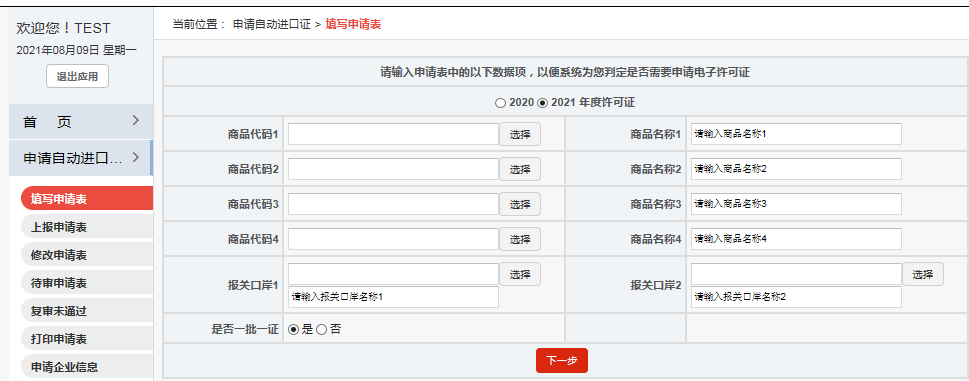 欢迎您！TEST
2021年08月09日 星期一
退出应用
首 页
申请自动进口...
填写申请表
上报申请表
修改申请表
待审申请表
复审未通过
打印申请表
申请企业信息
当前位置： 申请自动进口证 > 填写申请表
请输入申请表中的以下数据项，以便系统为您判定是否需要申请电子许可证
2020 2021 年度许可证
商品代码1 选择 商品名称1 请输入商品名称1
商品代码2 选择 商品名称2 请输入商品名称2
商品代码3 选择 商品名称3 请输入商品名称3
商品代码4 选择 商品名称4 请输入商品名称4
报关口岸1 选择 请输入报关口岸名称1
报关口岸2 选择 请输入报关口岸名称2
是否一批一证 是 否
下一步